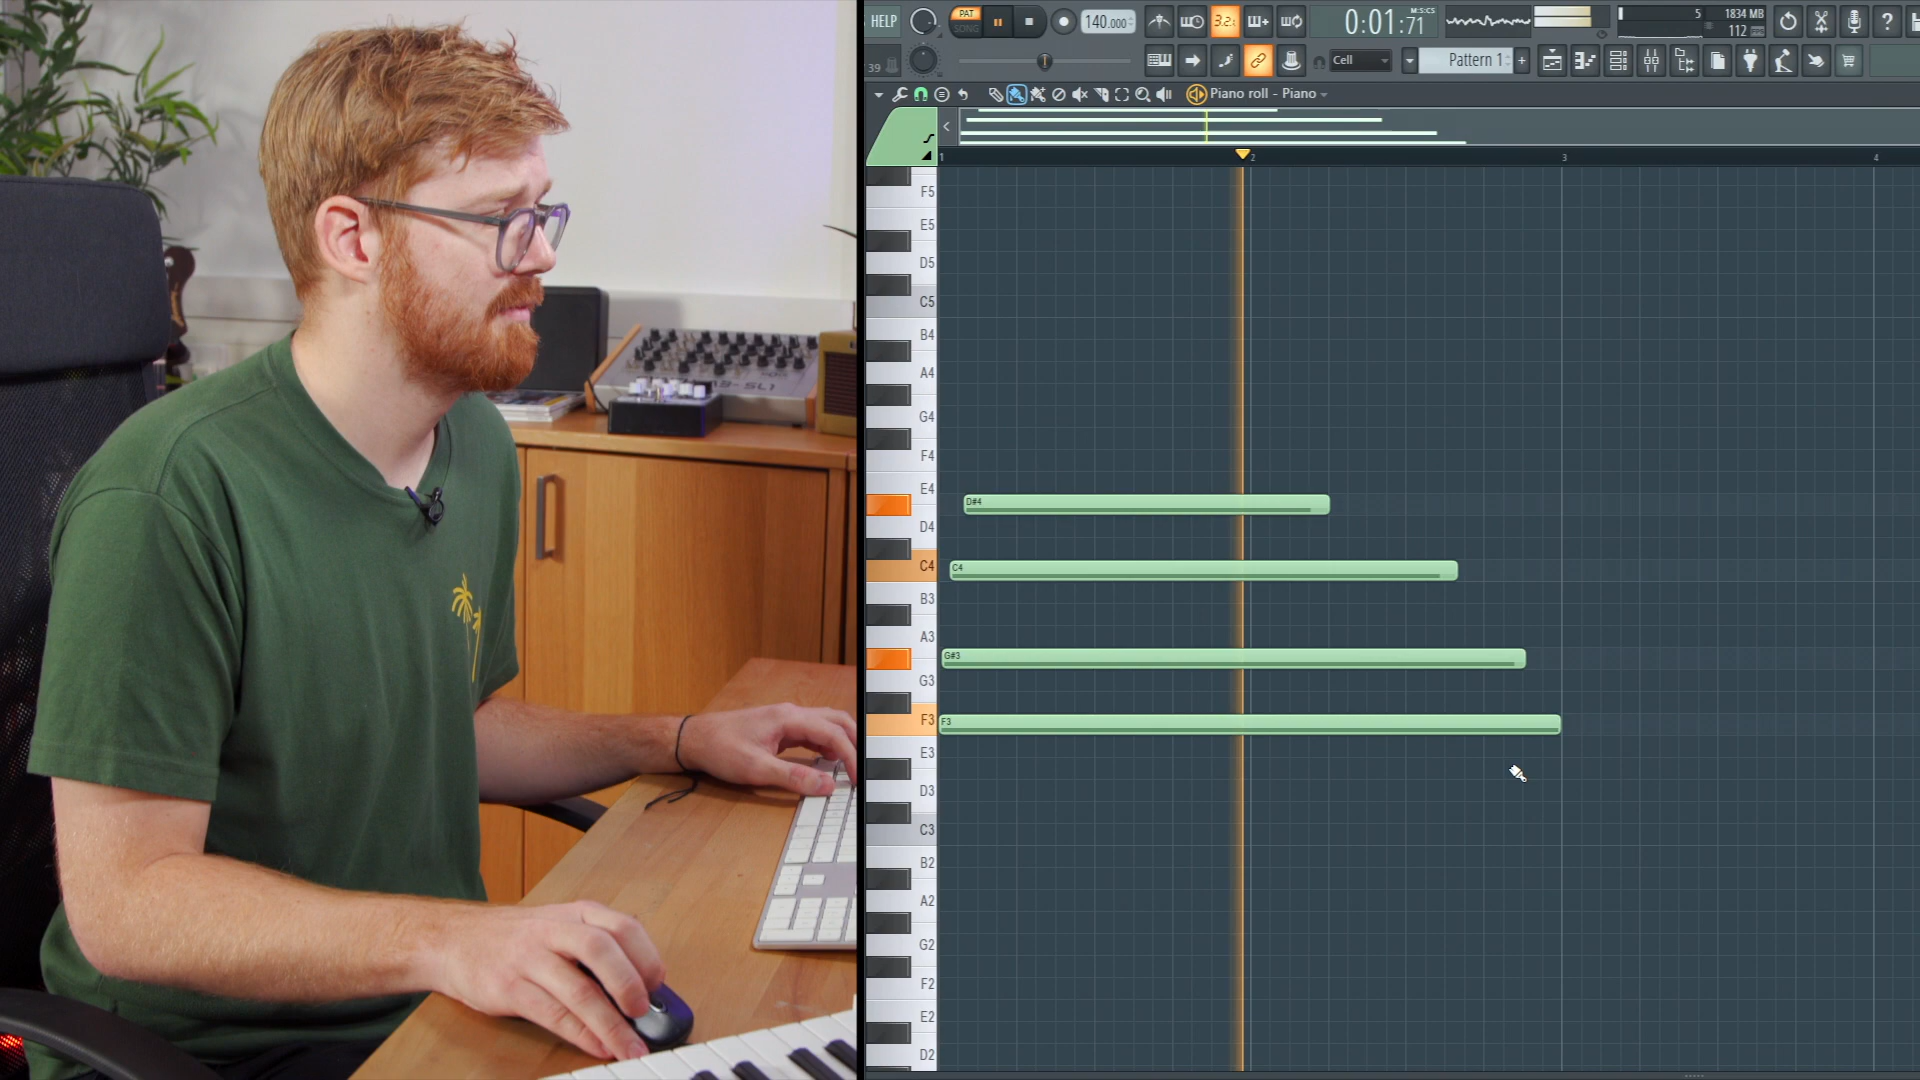 HELP
PAT
SONG
140.000
3.2.
0:01:71
M:S:CS
5
1834 MB
112
39
Cell
Pattern 1
Piano roll - Piano
1
2
3
4
F5
E5
D5
C5
B4
A4
G4
F4
E4
D#4
D4
C4
C4
B3
A3
G#3
G3
F3
F3
E3
D3
C3
B2
A2
G2
F2
E2
D2